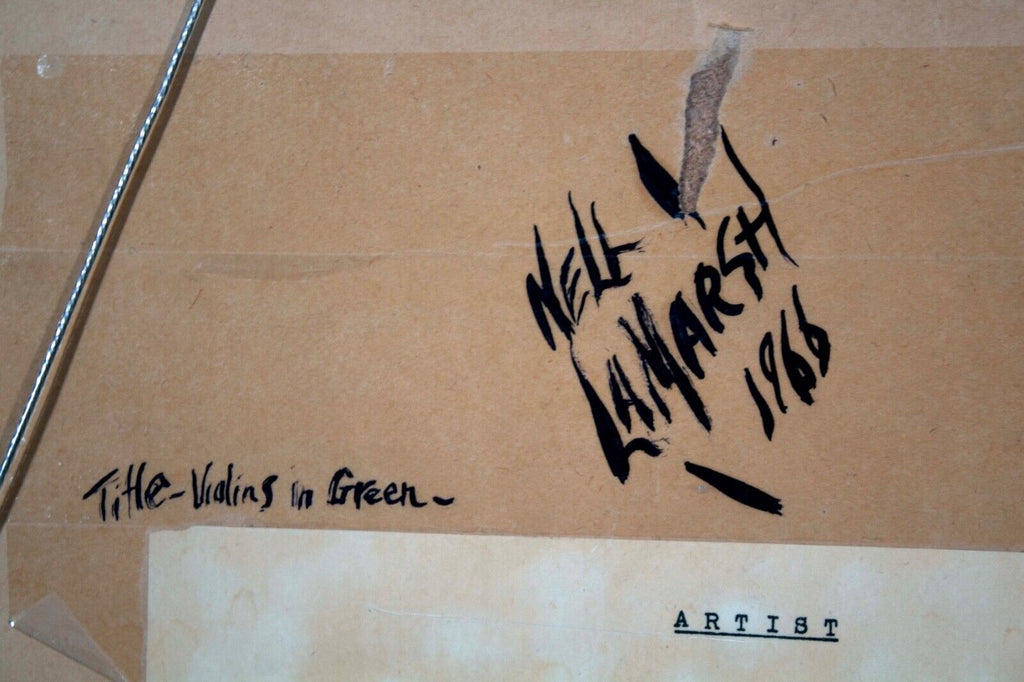 NELL
LAMARSH
1966
Title - Violins in Green -
ARTIST